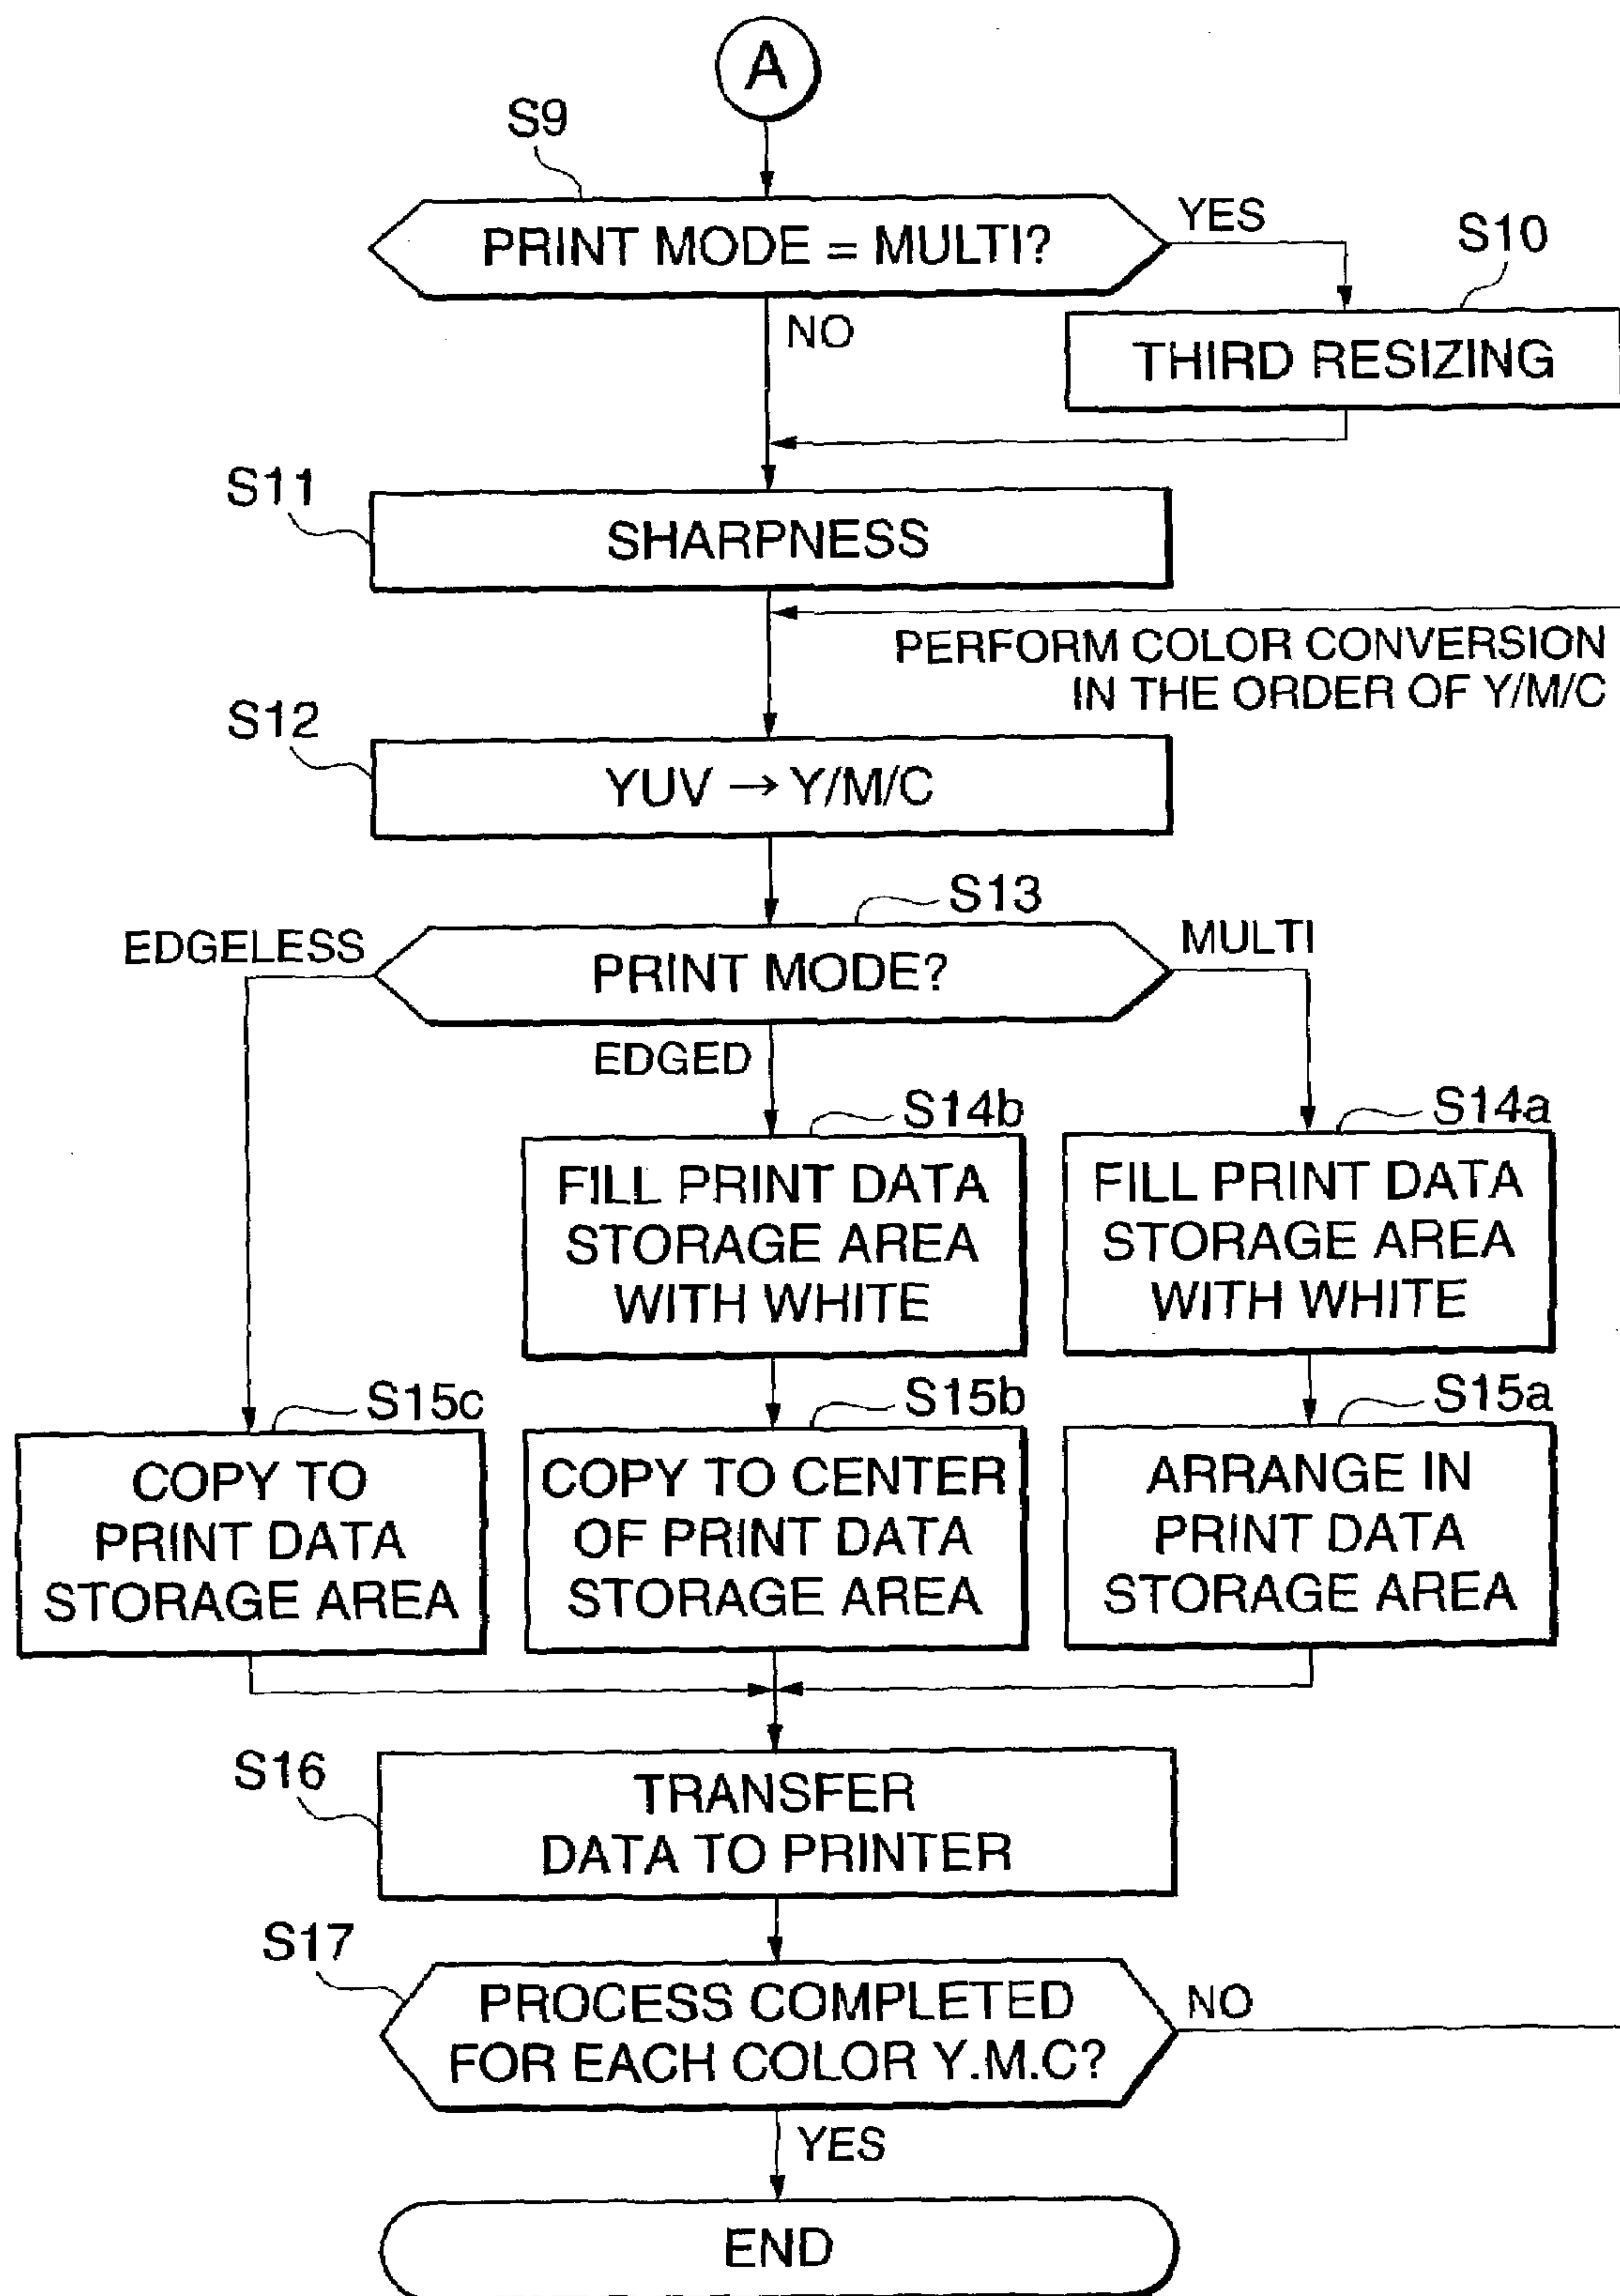 A
S9
PRINT MODE = MULTI?
YES
S10
NO
THIRD RESIZING
S11
SHARPNESS
PERFORM COLOR CONVERSION
IN THE ORDER OF Y/M/C
S12
YUV → Y/M/C
S13
EDGELESS
PRINT MODE?
MULTI
EDGED
S14b
FILL PRINT DATA
STORAGE AREA
WITH WHITE
S14a
FILL PRINT DATA
STORAGE AREA
WITH WHITE
S15c
COPY TO
PRINT DATA
STORAGE AREA
S15b
COPY TO CENTER
OF PRINT DATA
STORAGE AREA
S15a
ARRANGE IN
PRINT DATA
STORAGE AREA
S16
TRANSFER
DATA TO PRINTER
S17
PROCESS COMPLETED
FOR EACH COLOR Y.M.C?
NO
YES
END